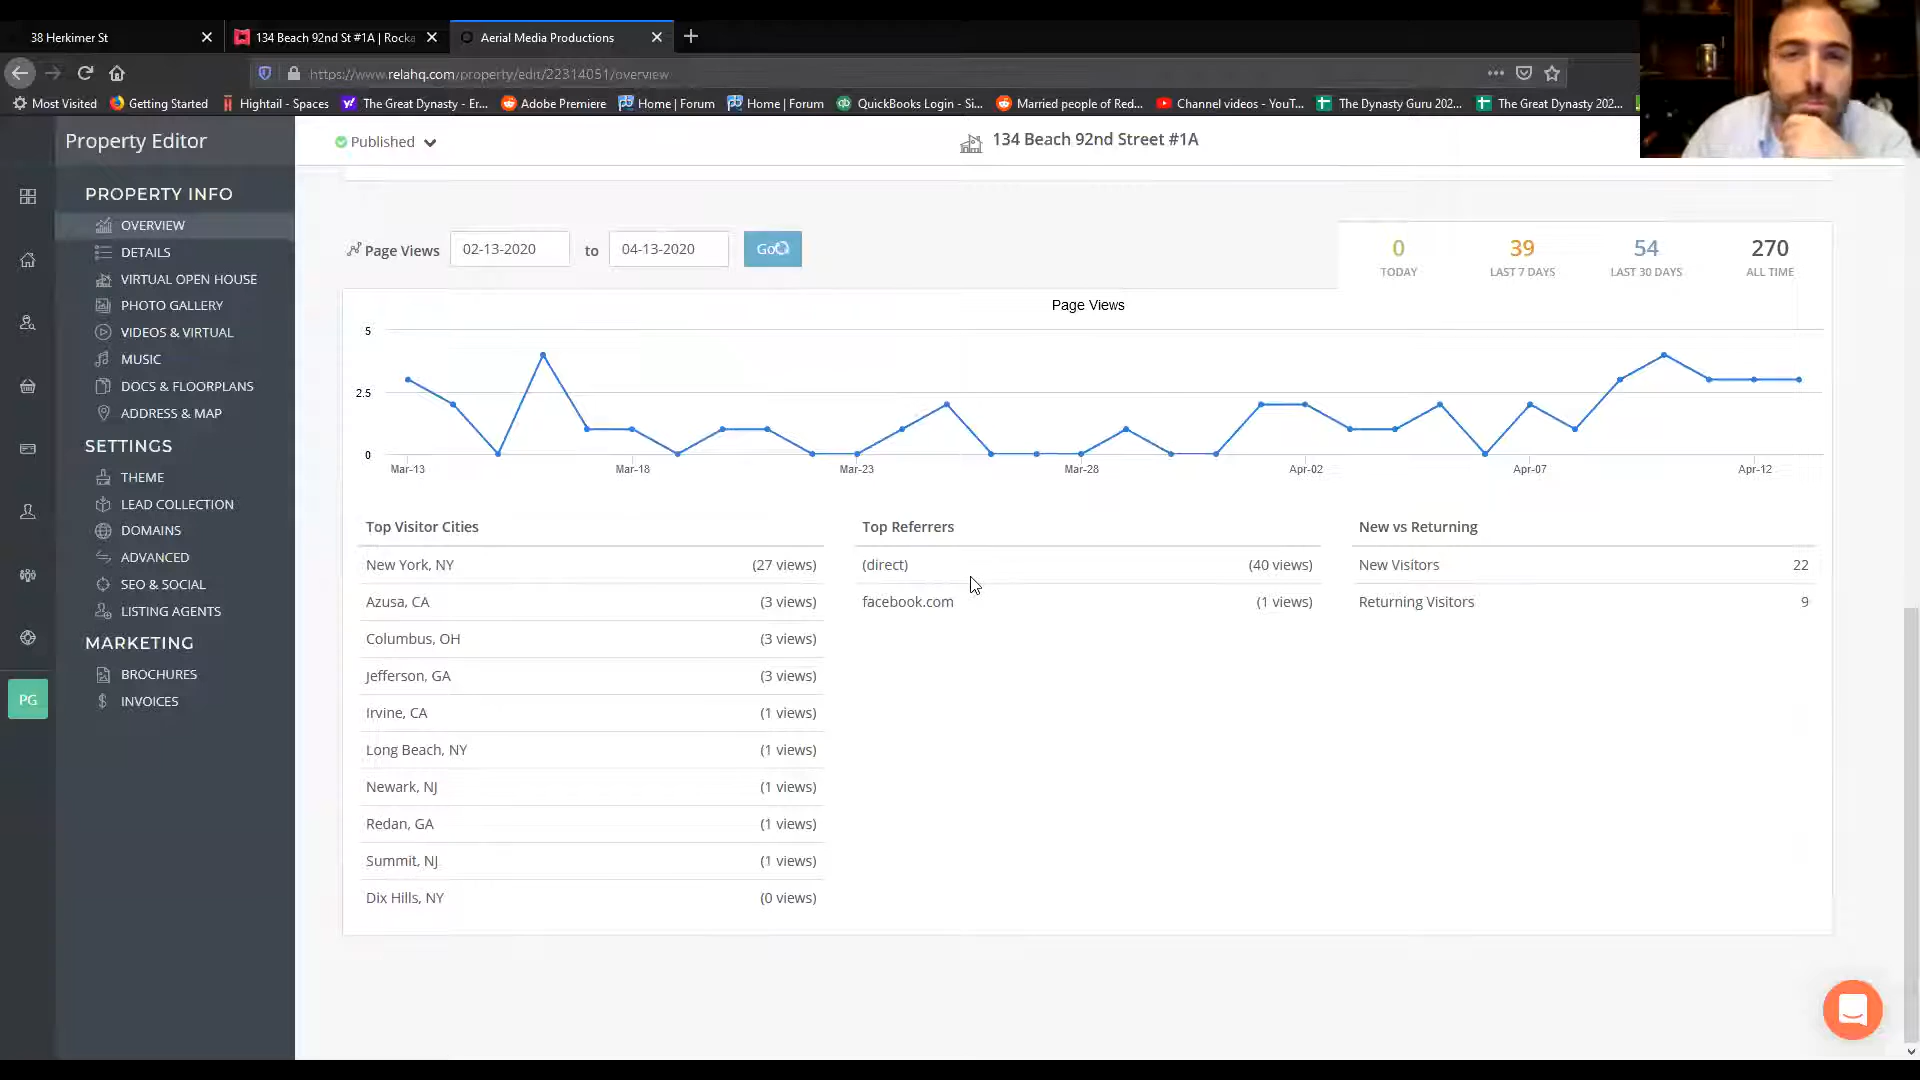 38 Herkimer St
134 Beach 92nd St #1A | Rocka
Aerial Media Productions
https://www.relahq.com/property/edit/22314051/overview
Most Visited
Getting Started
Hightail - Spaces
The Great Dynasty - Er...
Adobe Premiere
Home | Forum
Home | Forum
QuickBooks Login - Si...
Married people of Red...
Channel videos - YouT...
The Dynasty Guru 202...
The Great Dynasty 202...
Property Editor
Published
134 Beach 92nd Street #1A
PROPERTY INFO
OVERVIEW
DETAILS
VIRTUAL OPEN HOUSE
PHOTO GALLERY
VIDEOS & VIRTUAL
MUSIC
DOCS & FLOORPLANS
ADDRESS & MAP
SETTINGS
THEME
LEAD COLLECTION
DOMAINS
ADVANCED
SEO & SOCIAL
LISTING AGENTS
MARKETING
BROCHURES
INVOICES
PG
Page Views 02-13-2020 to 04-13-2020 Go
0 39 54 270
TODAY LAST 7 DAYS LAST 30 DAYS ALL TIME
Page Views
5
2.5
0
Mar-13 Mar-18 Mar-23 Mar-28 Apr-02 Apr-07 Apr-12
Top Visitor Cities
New York, NY (27 views)
Azusa, CA (3 views)
Columbus, OH (3 views)
Jefferson, GA (3 views)
Irvine, CA (1 views)
Long Beach, NY (1 views)
Newark, NJ (1 views)
Redan, GA (1 views)
Summit, NJ (1 views)
Dix Hills, NY (0 views)
Top Referrers
(direct) (40 views)
facebook.com (1 views)
New vs Returning
New Visitors 22
Returning Visitors 9